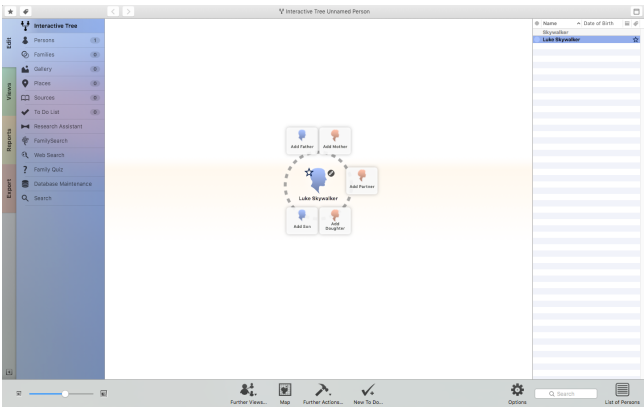 Interactive Tree Unnamed Person
Edit
Views
Reports
Export
Interactive Tree
Persons 1
Families 0
Gallery 0
Places 0
Sources 0
To Do List 0
Research Assistant
FamilySearch
Web Search
? Family Quiz
Database Maintenance
Search
Add Father Add Mother
Luke Skywalker
Add Partner
Add Son Add Daughter
Name Date of Birth
Skywalker
Luke Skywalker
Further Views... Map Further Actions... New To Do... Options Search List of Persons